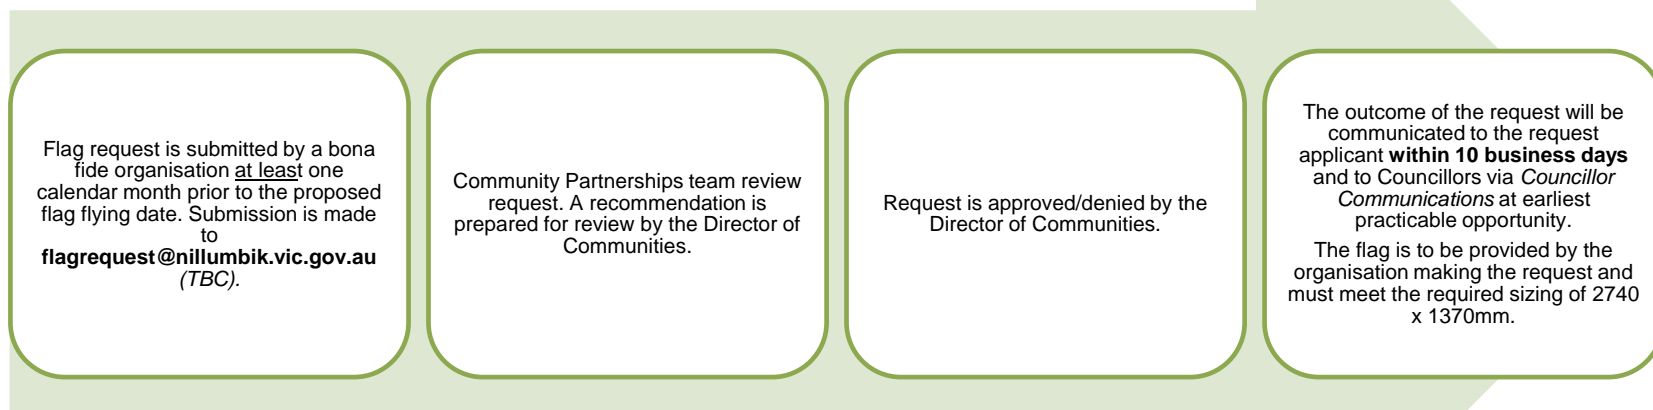 Flag request is submitted by a bona
fide organisation at least one
calendar month prior to the proposed
flag flying date. Submission is made
to
flagrequest@nillumbik.vic.gov.au
(TBC).
Community Partnerships team review
request. A recommendation is
prepared for review by the Director of
Communities.
Request is approved/denied by the
Director of Communities.
The outcome of the request will be
communicated to the request
applicant within 10 business days
and to Councillors via Councillor
Communications at earliest
practicable opportunity.
The flag is to be provided by the
organisation making the request and
must meet the required sizing of 2740
x 1370mm.